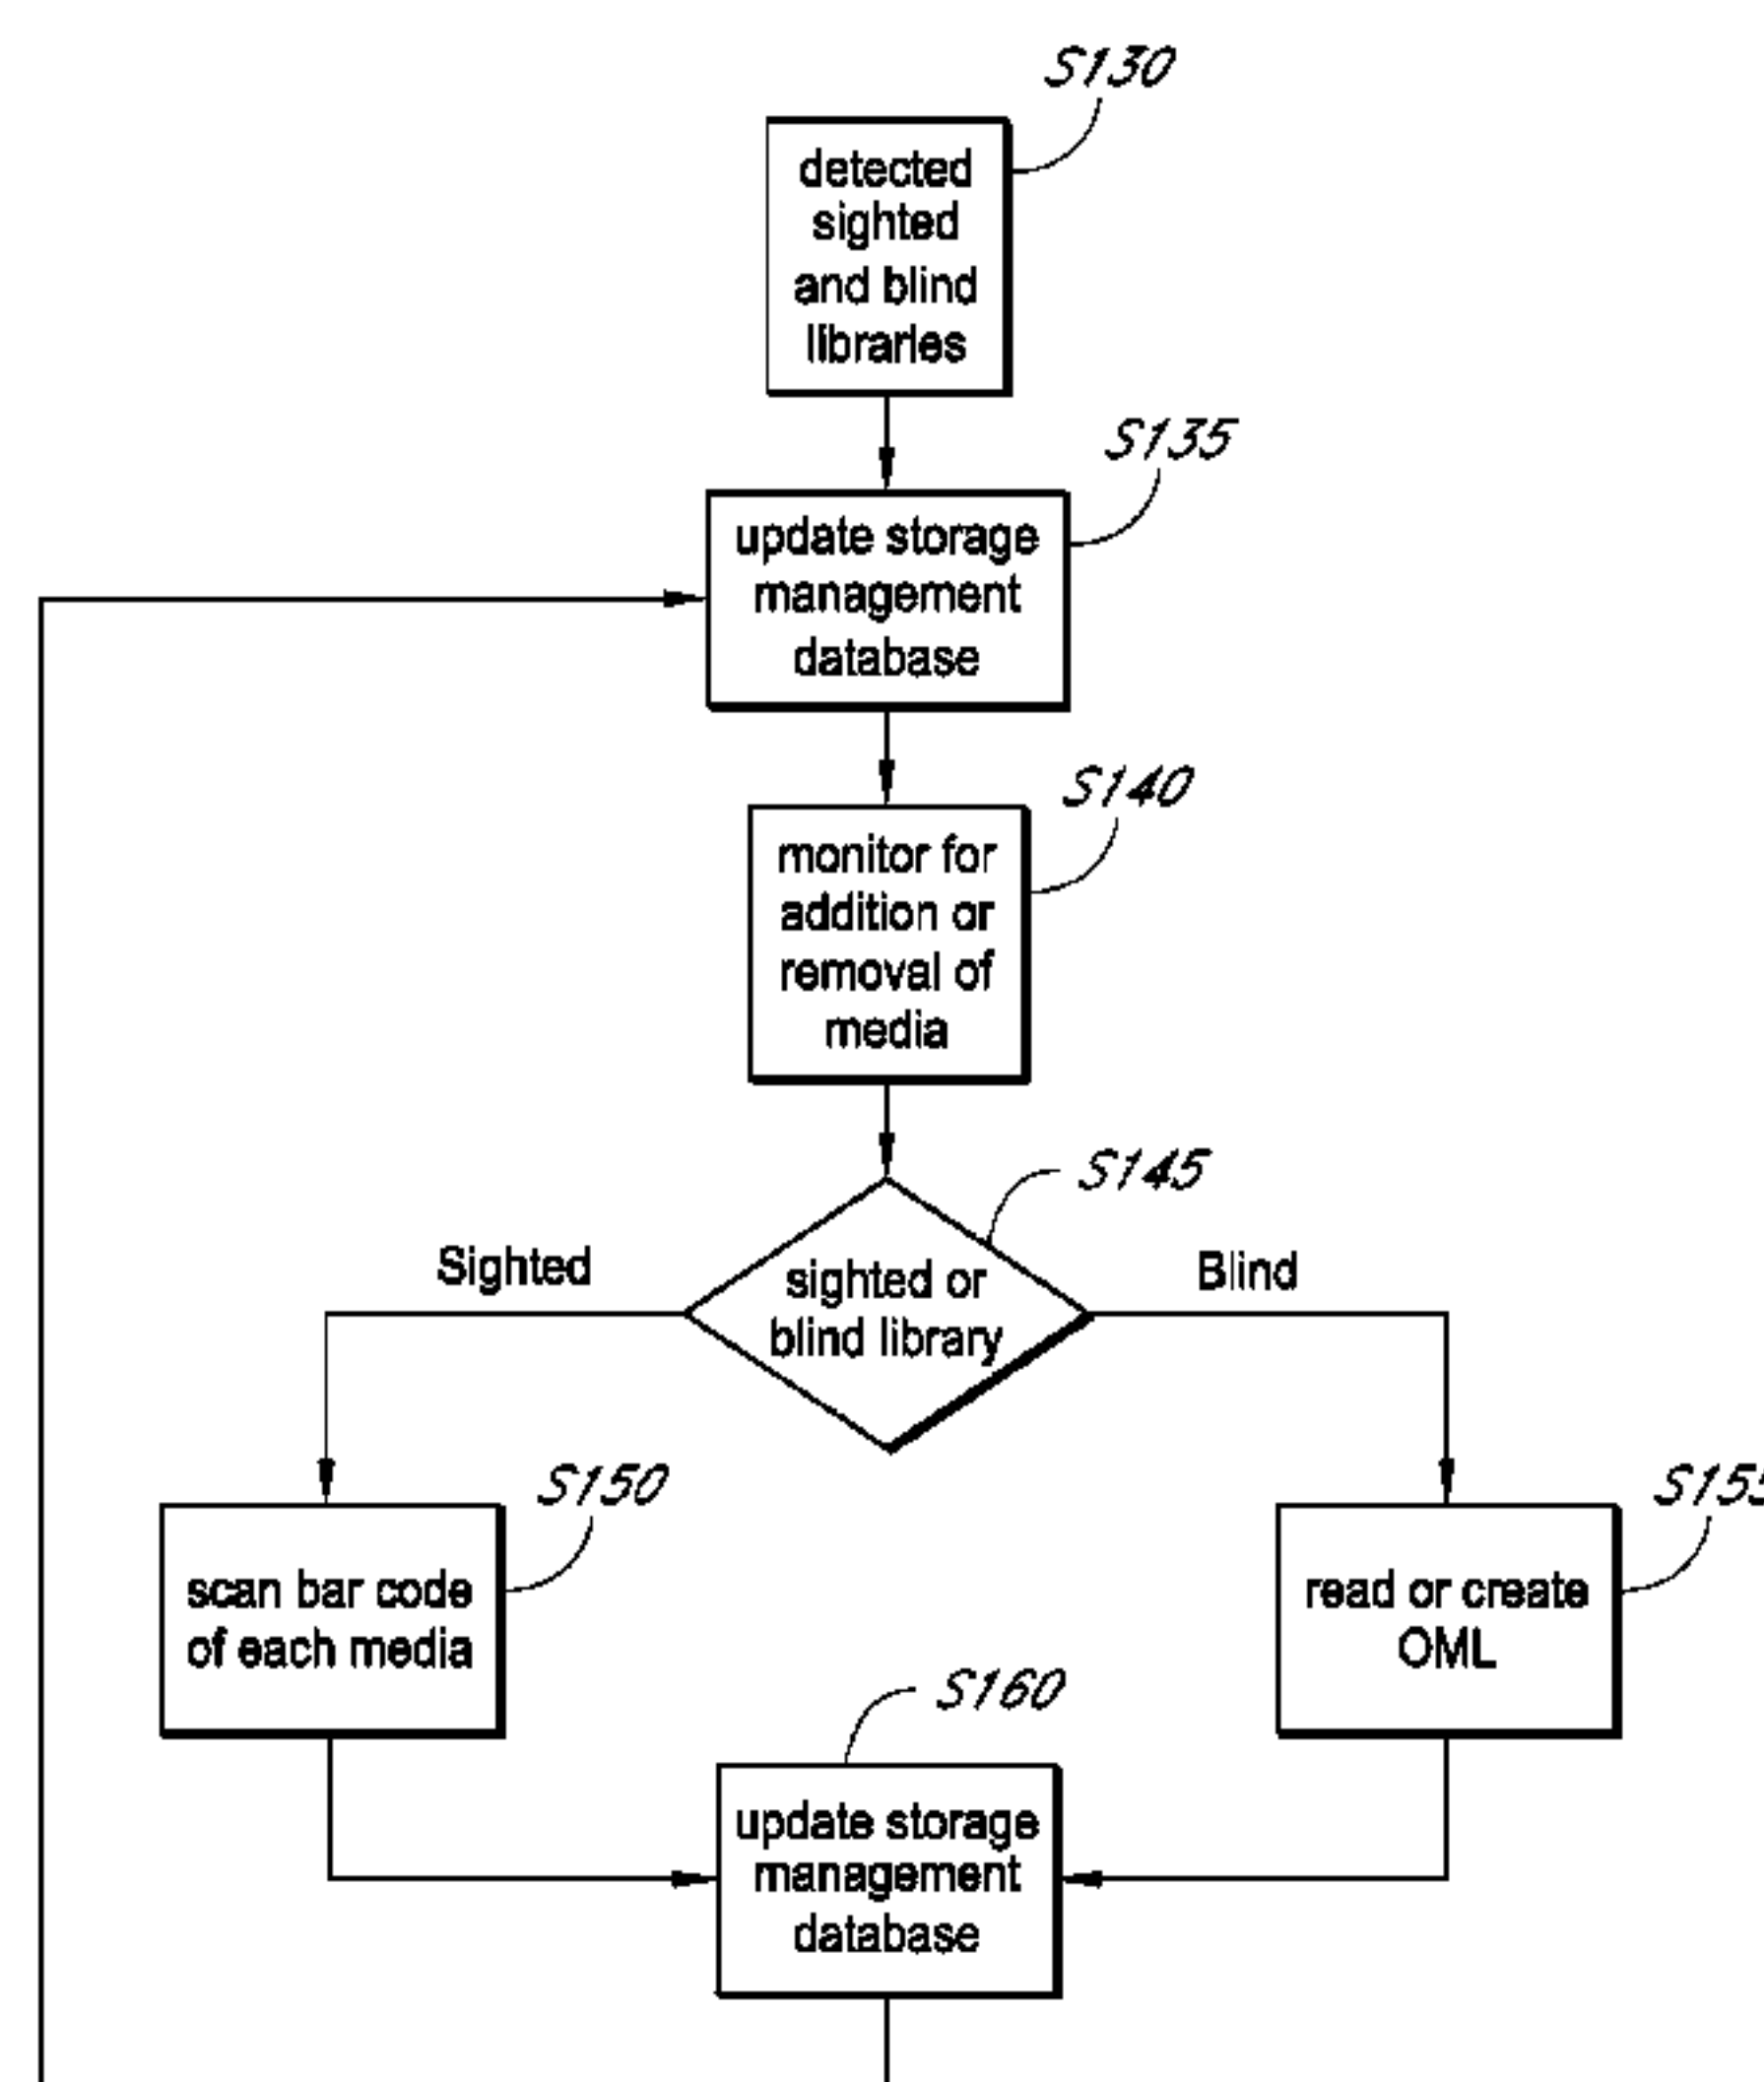 S130
detected
sighted
and blind
libraries
S135
update storage
management
database
S140
monitor for
addition or
removal of
media
S145
sighted or
blind library
Sighted
Blind
S150
scan bar code
of each media
S155
read or create
OML
S160
update storage
management
database